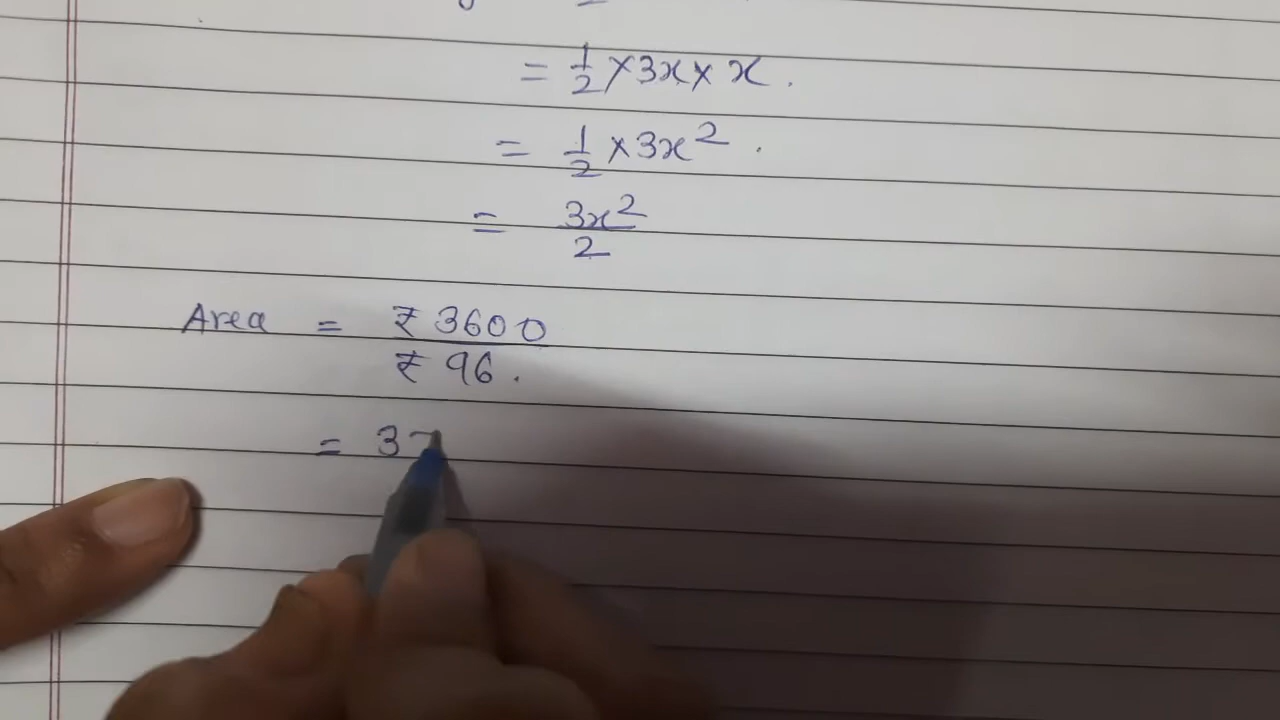 = 1/2 × 3x × x.
= 1/2 × 3x².
= 3x²/2
Area = ₹ 3600 / ₹ 96.
= 3